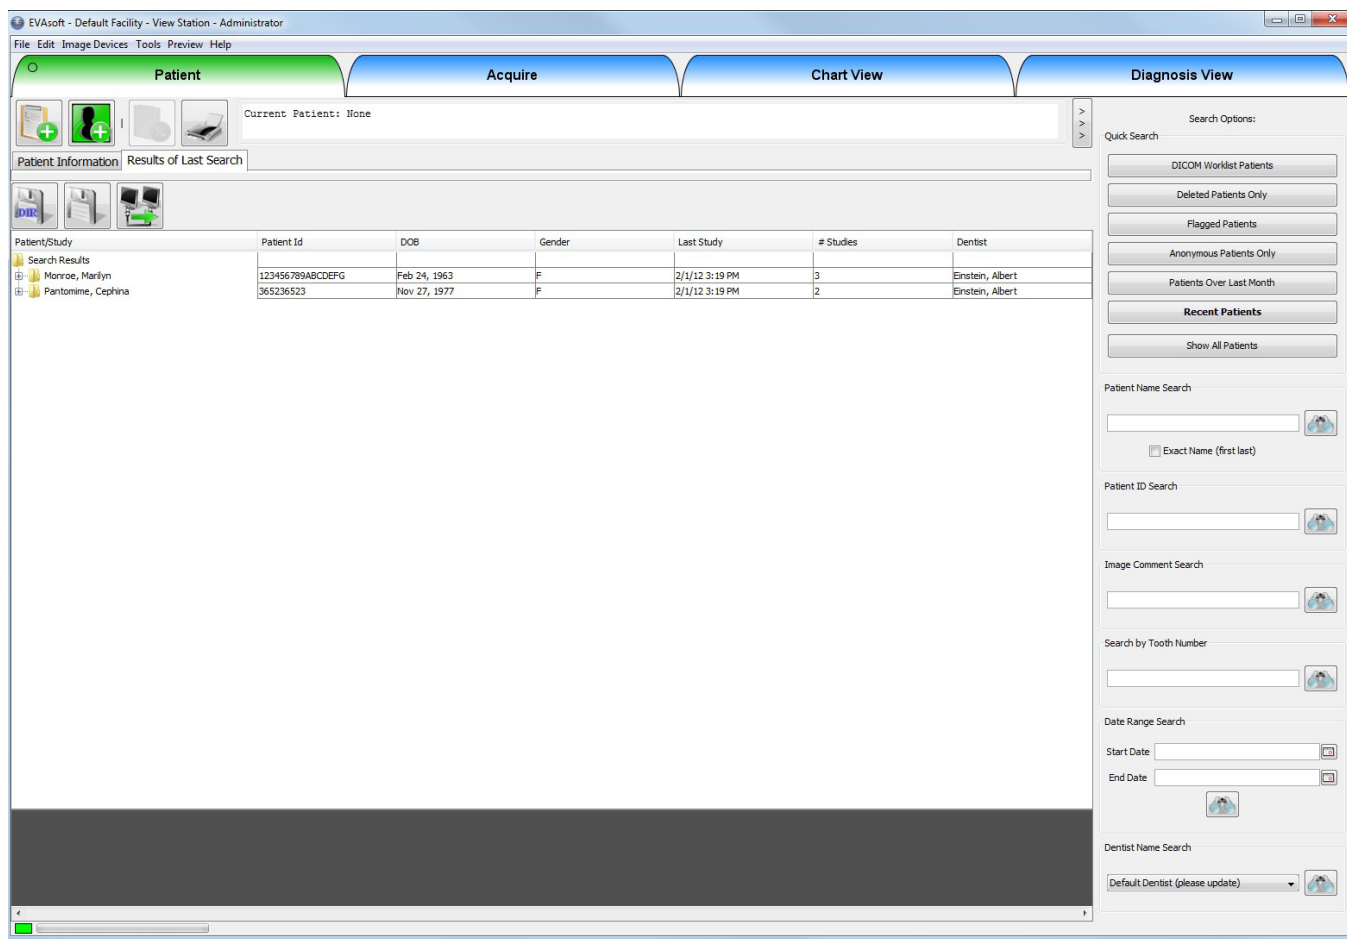 EVAsoft - Default Facility - View Station - Administrator
File Edit Image Devices Tools Preview Help
Patient
Acquire
Chart View
Diagnosis View
Current Patient: None
>
>
>
Search Options:
Quick Search
Patient Information
Results of Last Search
DICOM Worklist Patients
Deleted Patients Only
DIR
Flagged Patients
Patient/Study Patient Id DOB Gender Last Study # Studies Dentist
Search Results
Monroe, Marilyn 123456789ABCDEFG Feb 24, 1963 F 2/1/12 3:19 PM 3 Einstein, Albert
Pantomime, Cephina 365236523 Nov 27, 1977 F 2/1/12 3:19 PM 2 Einstein, Albert
Anonymous Patients Only
Patients Over Last Month
Recent Patients
Show All Patients
Patient Name Search
Exact Name (first last)
Patient ID Search
Image Comment Search
Search by Tooth Number
Date Range Search
Start Date
End Date
Dentist Name Search
Default Dentist (please update)